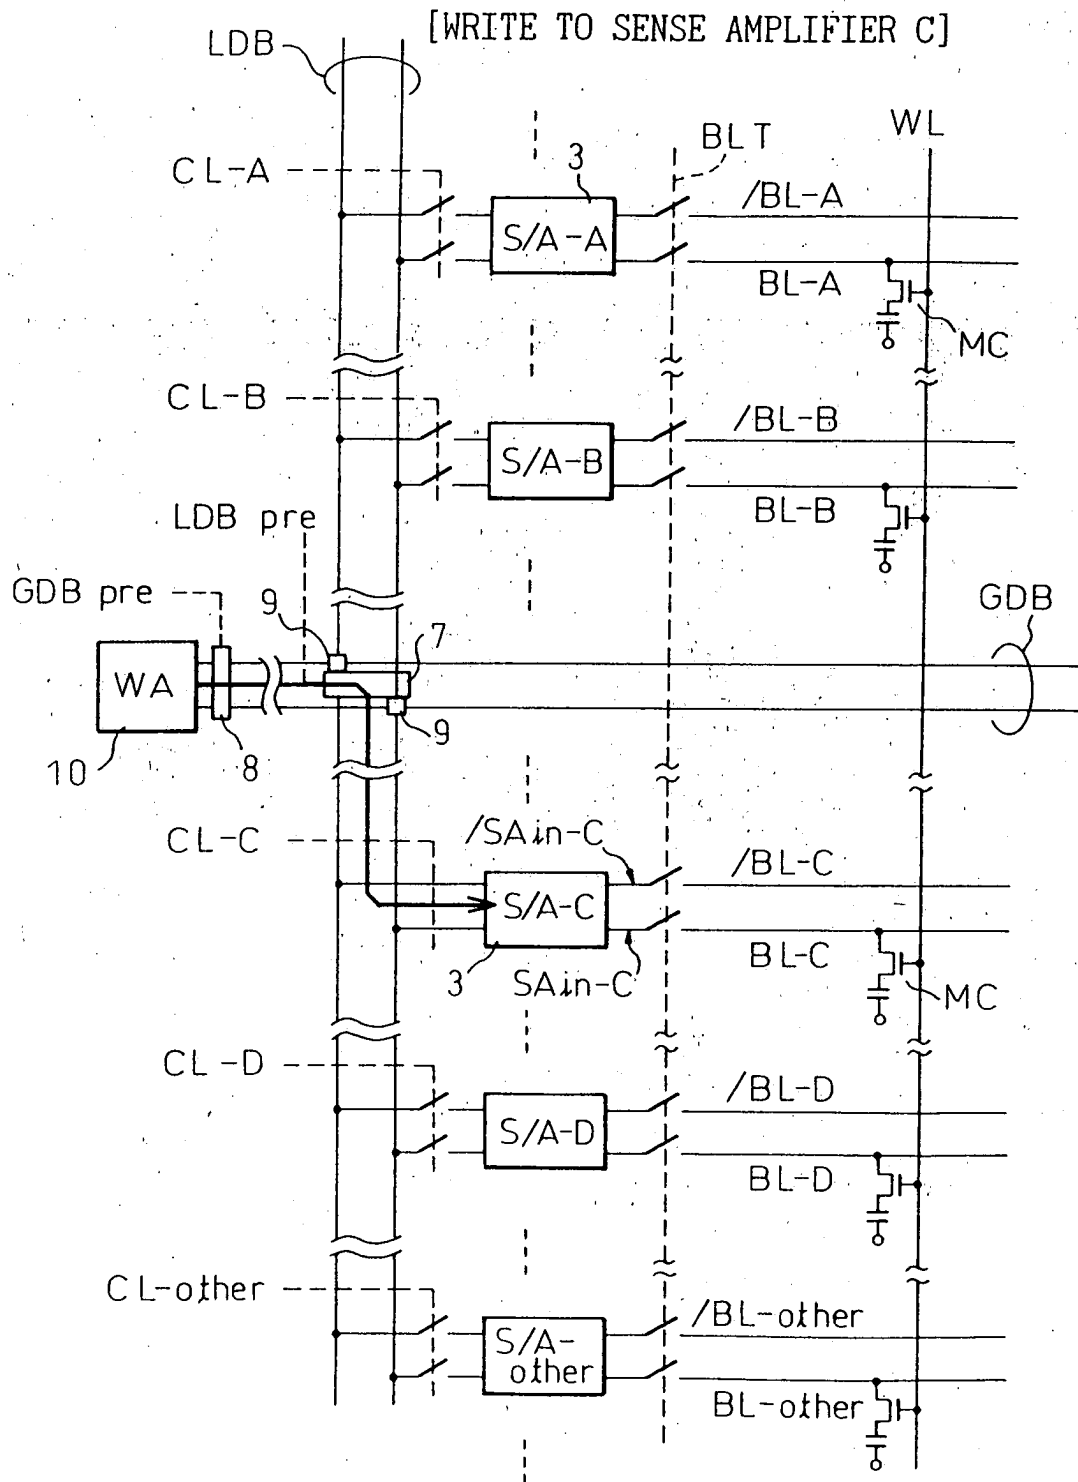 [WRITE TO SENSE AMPLIFIER C]
LDB
WL
BLT
CL-A
3
/BL-A
S/A-A
BL-A
MC
CL-B
/BL-B
S/A-B
BL-B
LDB pre
GDB pre
9
7
GDB
WA
9
10
8
CL-C
/SAin-C
/BL-C
S/A-C
BL-C
3
SAin-C
MC
CL-D
/BL-D
S/A-D
BL-D
CL-other
/BL-other
S/A-
other
BL-other